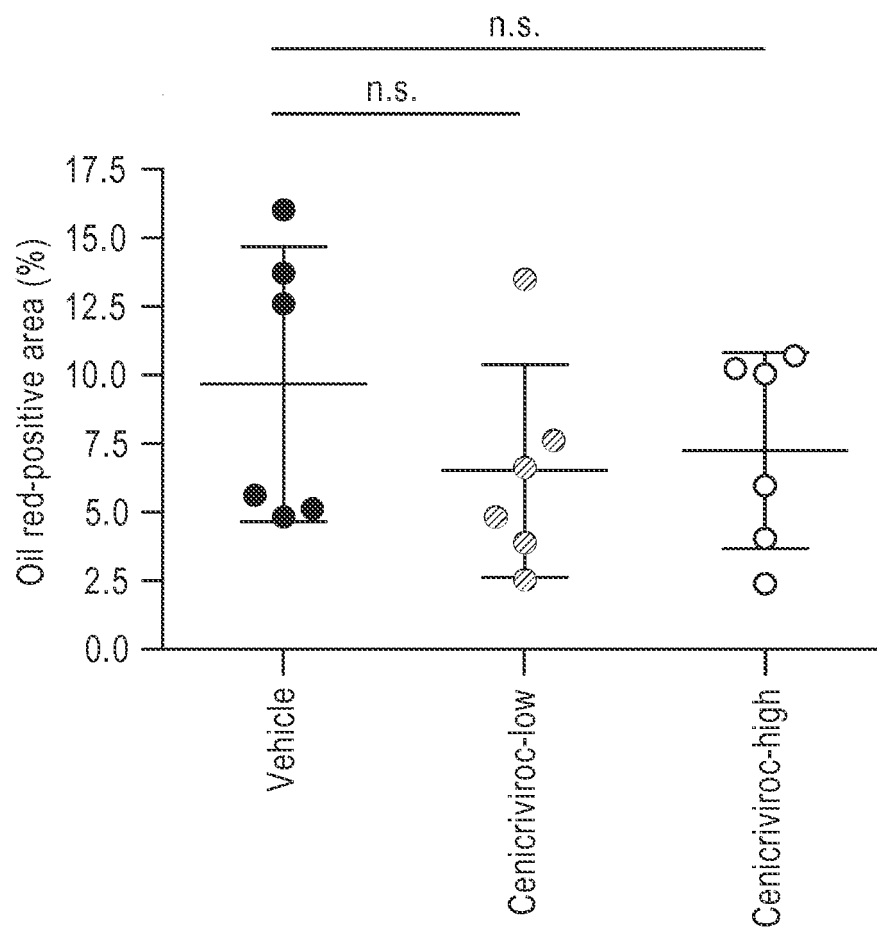 n.s.
n.s.
17.5
15.0
12.5
10.0
7.5
5.0
2.5
0.0
Oil red-positive area (%)
Vehicle
Cenicriviroc-low
Cenicriviroc-high